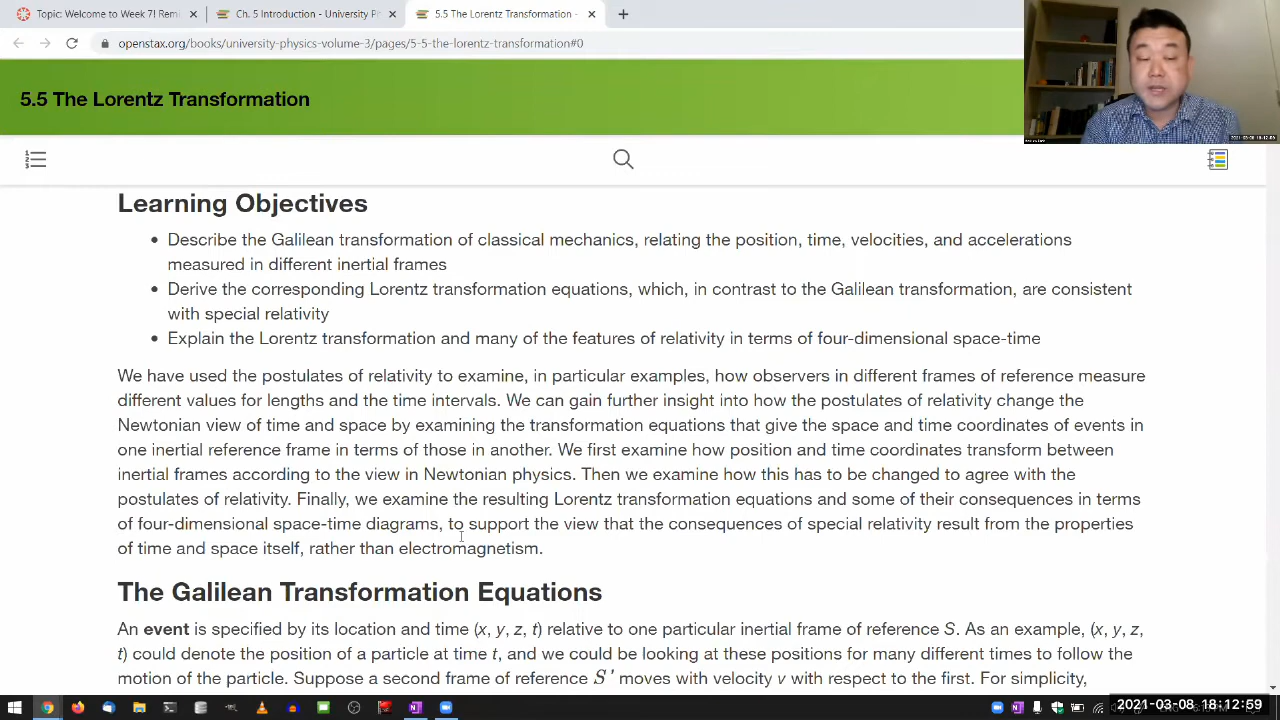 Topic: Welcome to Week 7! Rem
Ch. 5 Introduction - University P
5.5 The Lorentz Transformation -
openstax.org/books/university-physics-volume-3/pages/5-5-the-lorentz-transformation#0
2021-03-08 18:12:59
5.5 The Lorentz Transformation
Learning Objectives
• Describe the Galilean transformation of classical mechanics, relating the position, time, velocities, and accelerations
measured in different inertial frames
• Derive the corresponding Lorentz transformation equations, which, in contrast to the Galilean transformation, are consistent
with special relativity
• Explain the Lorentz transformation and many of the features of relativity in terms of four-dimensional space-time
We have used the postulates of relativity to examine, in particular examples, how observers in different frames of reference measure
different values for lengths and the time intervals. We can gain further insight into how the postulates of relativity change the
Newtonian view of time and space by examining the transformation equations that give the space and time coordinates of events in
one inertial reference frame in terms of those in another. We first examine how position and time coordinates transform between
inertial frames according to the view in Newtonian physics. Then we examine how this has to be changed to agree with the
postulates of relativity. Finally, we examine the resulting Lorentz transformation equations and some of their consequences in terms
of four-dimensional space-time diagrams, to support the view that the consequences of special relativity result from the properties
of time and space itself, rather than electromagnetism.
The Galilean Transformation Equations
An event is specified by its location and time (x, y, z, t) relative to one particular inertial frame of reference S. As an example, (x, y, z,
t) could denote the position of a particle at time t, and we could be looking at these positions for many different times to follow the
motion of the particle. Suppose a second frame of reference S' moves with velocity v with respect to the first. For simplicity,
2021-03-08 18:12:59